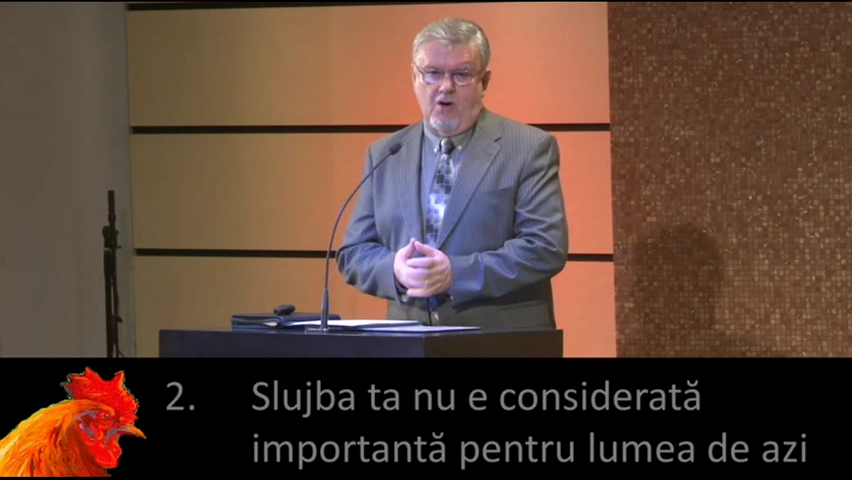 2. Slujba ta nu e considerată
importantă pentru lumea de azi